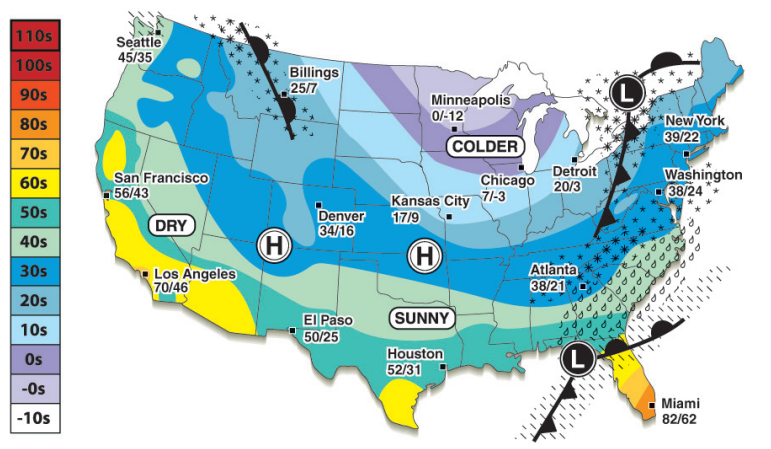 110s
100s
90s
80s
70s
60s
50s
40s
30s
20s
10s
0s
-0s
-10s
Seattle
45/35
Billings
25/7
Minneapolis
0/-12
COLDER
L
New York
39/22
San Francisco
56/43
Denver
34/16
Kansas City
17/9
Chicago
7/-3
Detroit
20/3
Washington
38/24
DRY
H
H
Los Angeles
70/46
Atlanta
38/21
El Paso
50/25
SUNNY
Houston
52/31
L
Miami
82/62